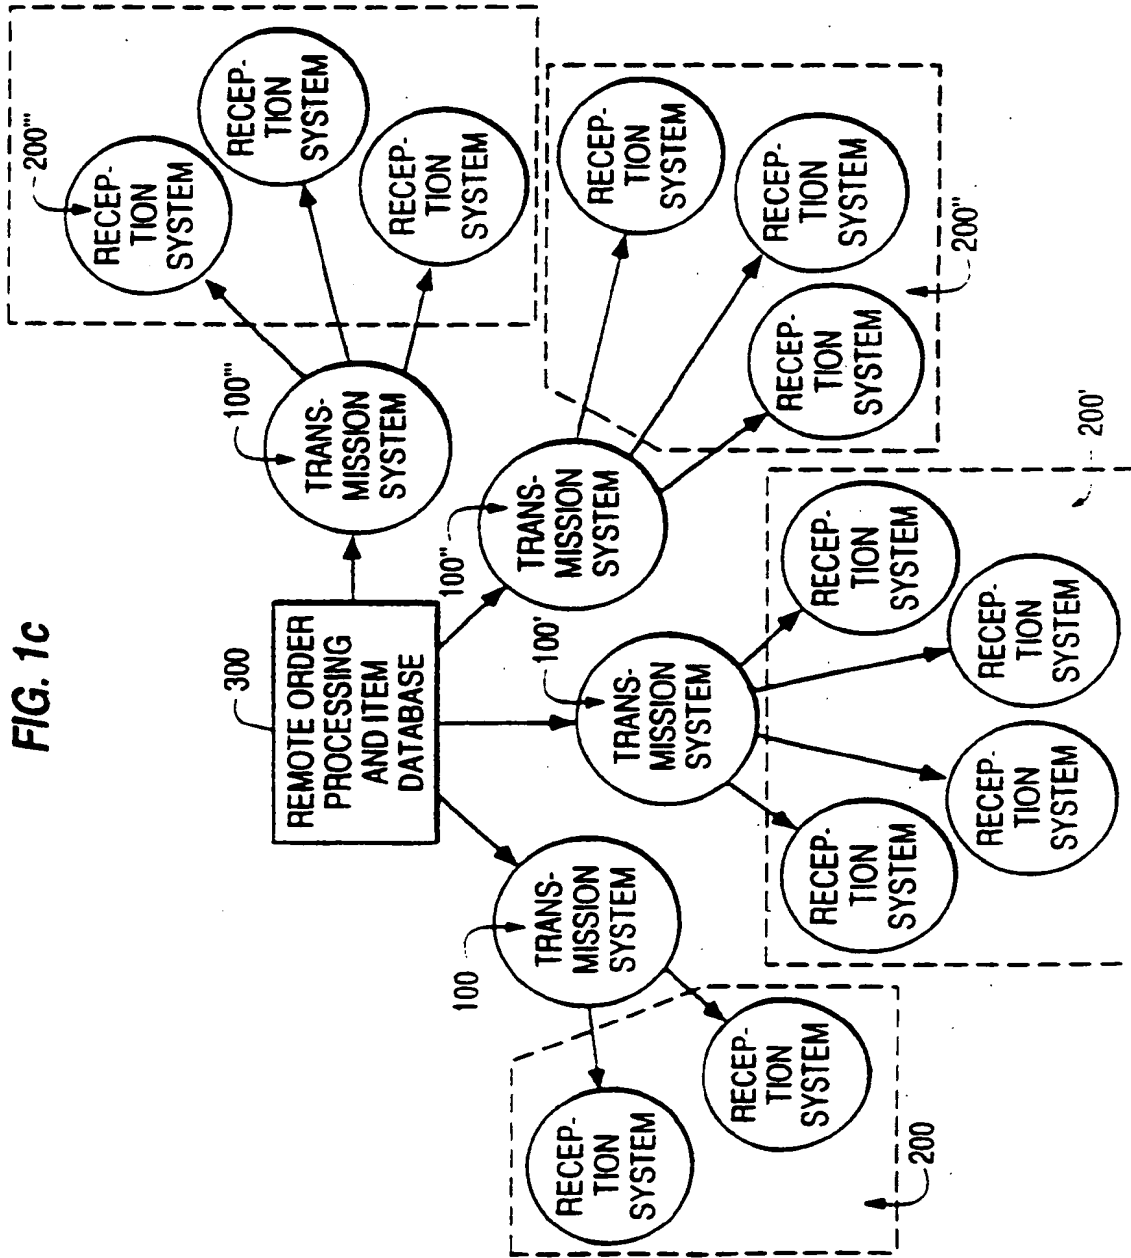 FIG. 1c
300
REMOTE ORDER
PROCESSING
AND ITEM
DATABASE
100
TRANS-
MISSION
SYSTEM
100'
TRANS-
MISSION
SYSTEM
100"
TRANS-
MISSION
SYSTEM
100'''
TRANS-
MISSION
SYSTEM
RECEP-
TION
SYSTEM
RECEP-
TION
SYSTEM
200
RECEP-
TION
SYSTEM
RECEP-
TION
SYSTEM
RECEP-
TION
SYSTEM
RECEP-
TION
SYSTEM
200'
RECEP-
TION
SYSTEM
RECEP-
TION
SYSTEM
RECEP-
TION
SYSTEM
200"
200'''
RECEP-
TION
SYSTEM
RECEP-
TION
SYSTEM
RECEP-
TION
SYSTEM